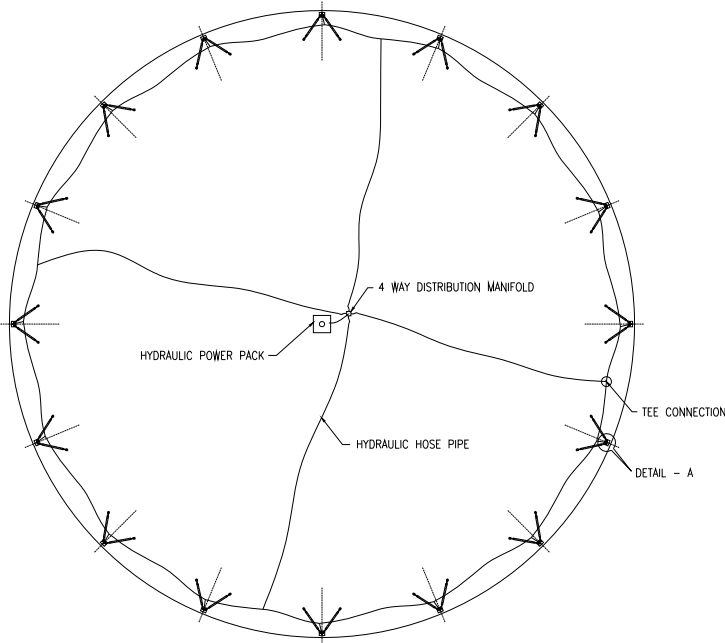 4 WAY DISTRIBUTION MANIFOLD
HYDRAULIC POWER PACK
TEE CONNECTION
HYDRAULIC HOSE PIPE
DETAIL - A